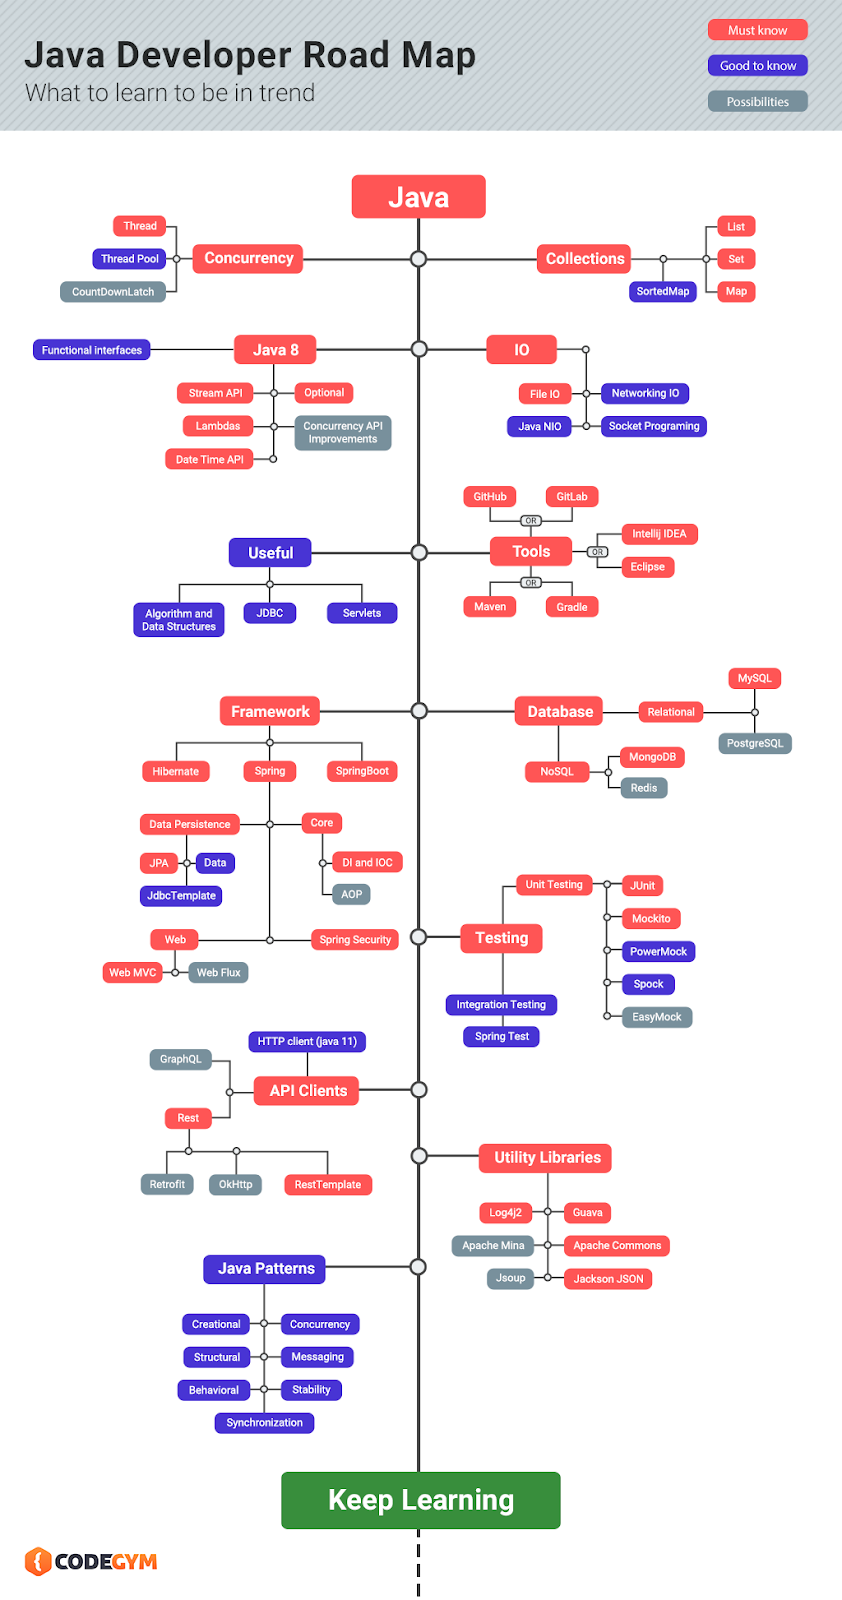 Java Developer Road Map
What to learn to be in trend
Must know
Good to know
Possibilities
Java
Concurrency
Thread
Thread Pool
CountDownLatch
Collections
List
Set
Map
SortedMap
Java 8
Functional interfaces
Stream API
Optional
Lambdas
Concurrency API
Improvements
Date Time API
IO
File IO
Networking IO
Java NIO
Socket Programing
Useful
Algorithm and
Data Structures
JDBC
Servlets
Tools
GitHub
GitLab
OR
Intellij IDEA
OR
Eclipse
OR
Maven
Gradle
Framework
Hibernate
Spring
SpringBoot
Data Persistence
Core
JPA
Data
JdbcTemplate
DI and IOC
AOP
Web
Spring Security
Web MVC
Web Flux
Database
Relational
MySQL
PostgreSQL
NoSQL
MongoDB
Redis
Testing
Unit Testing
JUnit
Mockito
PowerMock
Spock
EasyMock
Integration Testing
Spring Test
HTTP client (java 11)
API Clients
GraphQL
Rest
Retrofit
OkHttp
RestTemplate
Utility Libraries
Log4j2
Guava
Apache Mina
Apache Commons
Jsoup
Jackson JSON
Java Patterns
Creational
Concurrency
Structural
Messaging
Behavioral
Stability
Synchronization
Keep Learning
CODEGYM